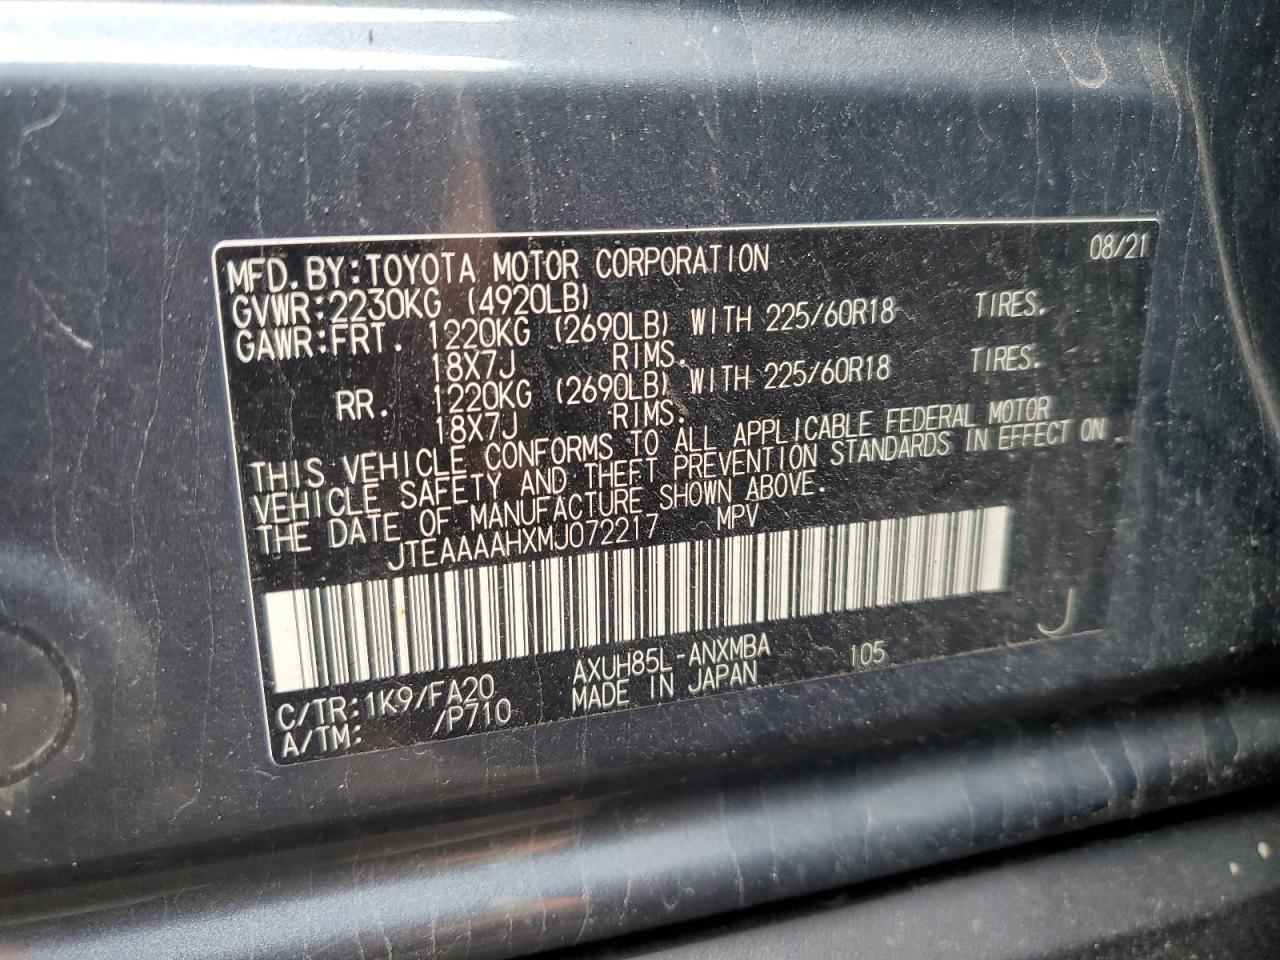 MFD.BY:TOYOTA MOTOR CORPORATION 08/21
GVWR:2230KG (4920LB)
GAWR:FRT. 1220KG (2690LB) WITH 225/60R18 TIRES.
18X7J RIMS.
RR. 1220KG (2690LB) WITH 225/60R18 TIRES.
18X7J RIMS.
THIS VEHICLE CONFORMS TO ALL APPLICABLE FEDERAL MOTOR
VEHICLE SAFETY AND THEFT PREVENTION STANDARDS IN EFFECT ON
THE DATE OF MANUFACTURE SHOWN ABOVE.
JTEAAAAHXMJ072217 MPV
J
AXUH85L-ANXMBA 105
C/TR:1K9/FA20 MADE IN JAPAN
A/TM: /P710